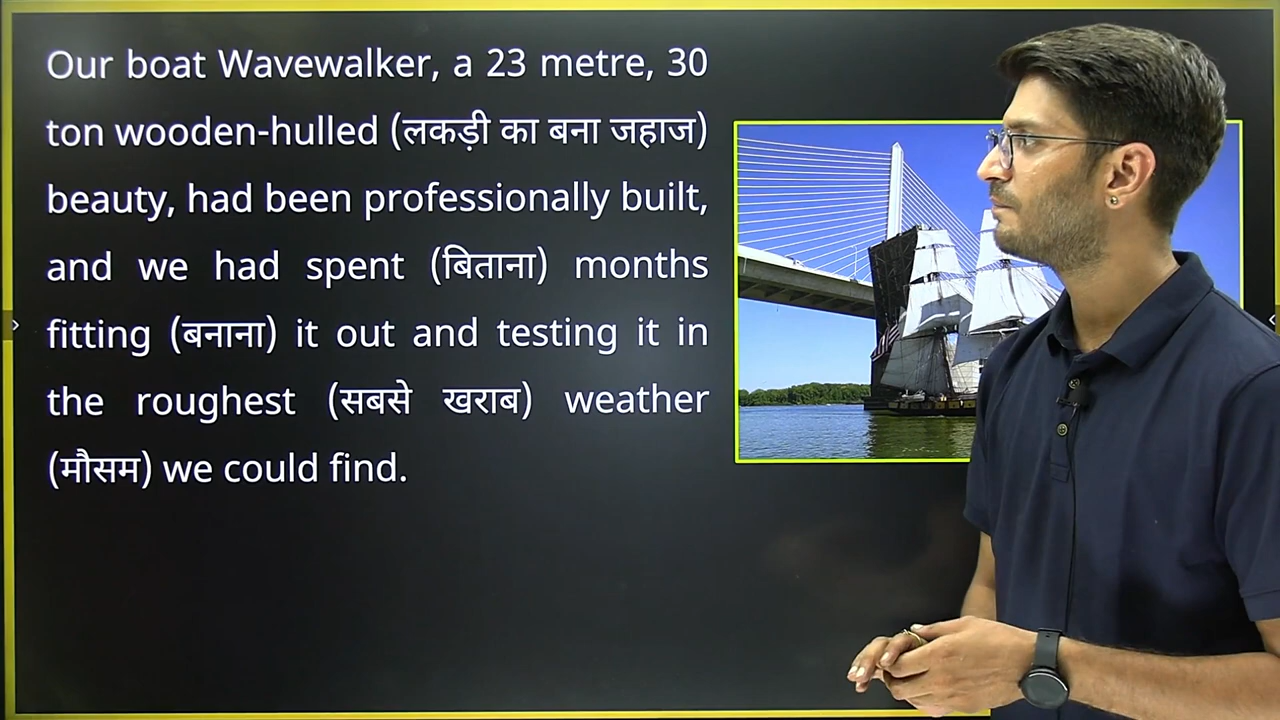 Our boat Wavewalker, a 23 metre, 30
ton wooden-hulled (लकड़ी का बना जहाज)
beauty, had been professionally built,
and we had spent (बिताना) months
fitting (बनाना) it out and testing it in
the roughest (सबसे खराब) weather
(मौसम) we could find.